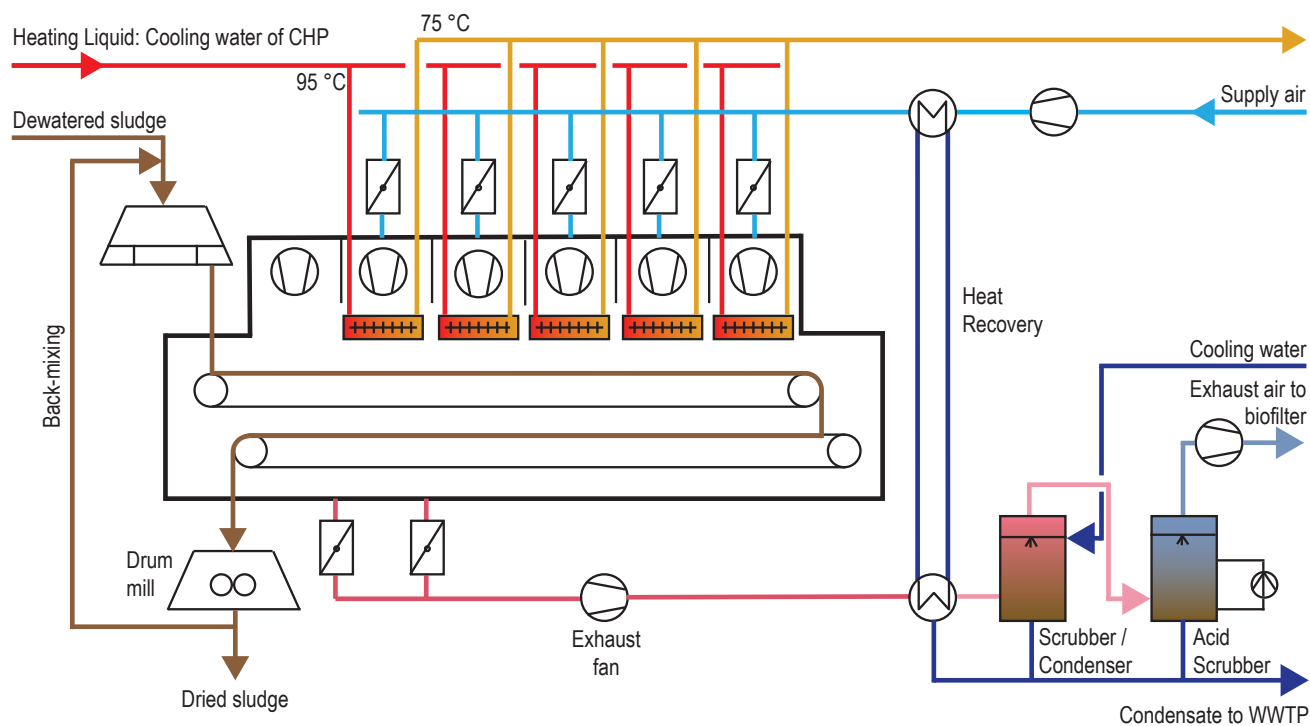 75 °C
Heating Liquid: Cooling water of CHP
95 °C
Supply air
Dewatered sludge
Back-mixing
Heat
Recovery
Cooling water
Exhaust air to
biofilter
Drum
mill
Exhaust
fan
Scrubber /
Condenser
Acid
Scrubber
Dried sludge
Condensate to WWTP